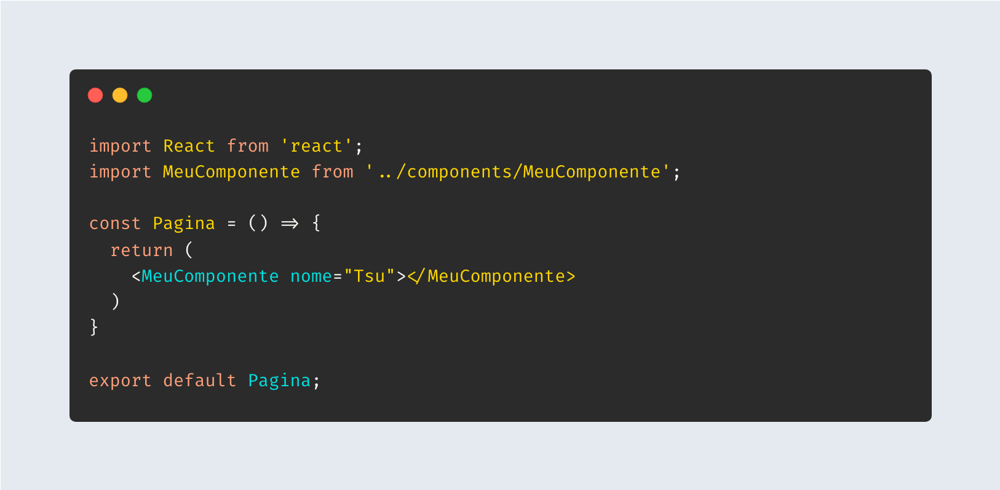 import React from 'react';
import MeuComponente from '../components/MeuComponente';
const Pagina = () => {
return (
<MeuComponente nome="Tsu"></MeuComponente>
)
}
export default Pagina;